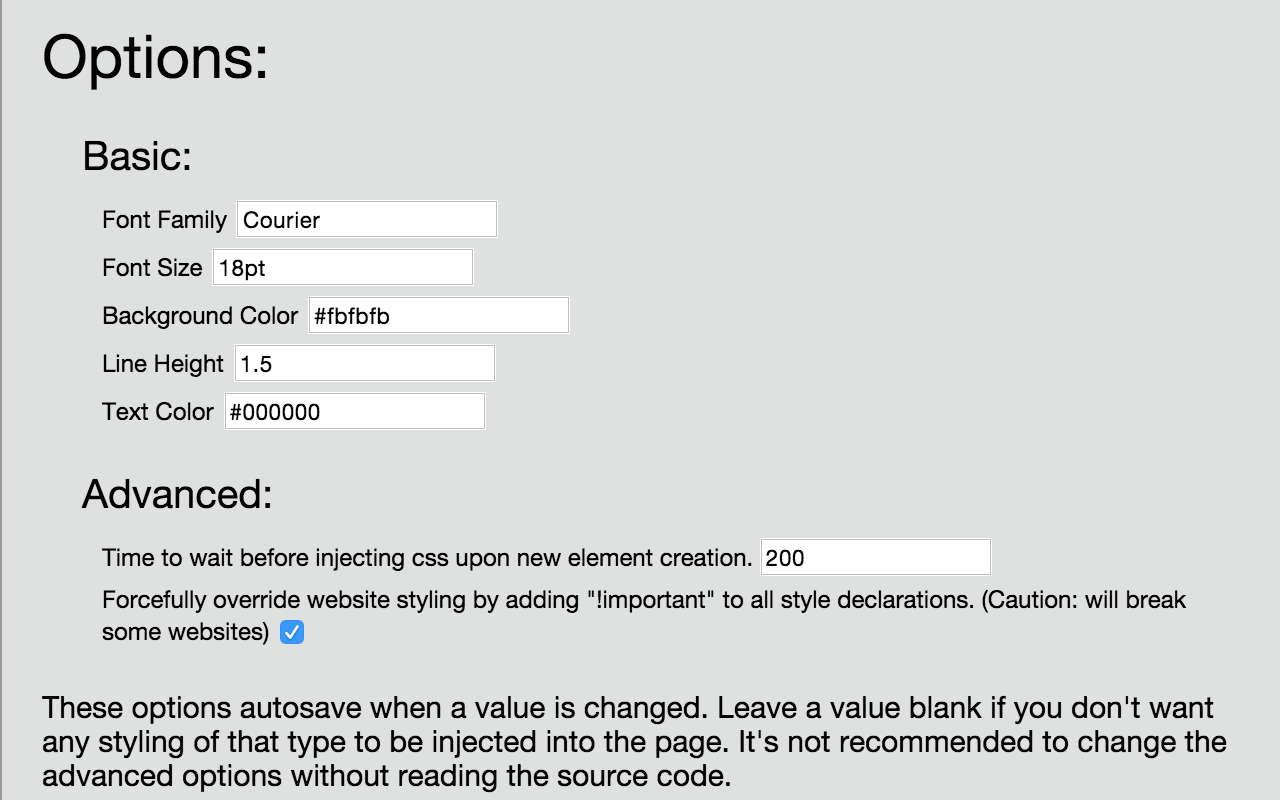 Options:
Basic:
Font Family Courier
Font Size 18pt
Background Color #fbfbfb
Line Height 1.5
Text Color #000000
Advanced:
Time to wait before injecting css upon new element creation. 200
Forcefully override website styling by adding "!important" to all style declarations. (Caution: will break
some websites)
These options autosave when a value is changed. Leave a value blank if you don't want
any styling of that type to be injected into the page. It's not recommended to change the
advanced options without reading the source code.